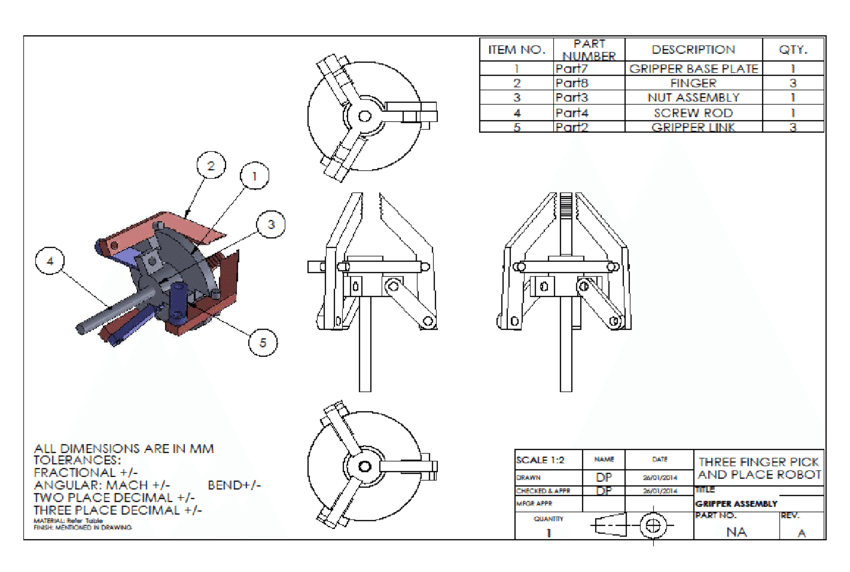 ITEM NO. PART NUMBER DESCRIPTION QTY.
1 Part7 GRIPPER BASE PLATE 1
2 Part8 FINGER 3
3 Part3 NUT ASSEMBLY 1
4 Part4 SCREW ROD 1
5 Part2 GRIPPER LINK 3
2
1
3
4
5
ALL DIMENSIONS ARE IN MM
TOLERANCES:
FRACTIONAL +/-
ANGULAR: MACH +/- BEND+/-
TWO PLACE DECIMAL +/-
THREE PLACE DECIMAL +/-
MATERIAL: Refer Table
FINISH: MENTIONED IN DRAWING
SCALE 1:2 NAME DATE
DRAWN DP 26/01/2014
CHECKED & APPR DP 26/01/2014
MFGR APPR
QUANTITY
1
THREE FINGER PICK
AND PLACE ROBOT
TITLE
GRIPPER ASSEMBLY
PART NO. REV.
NA A